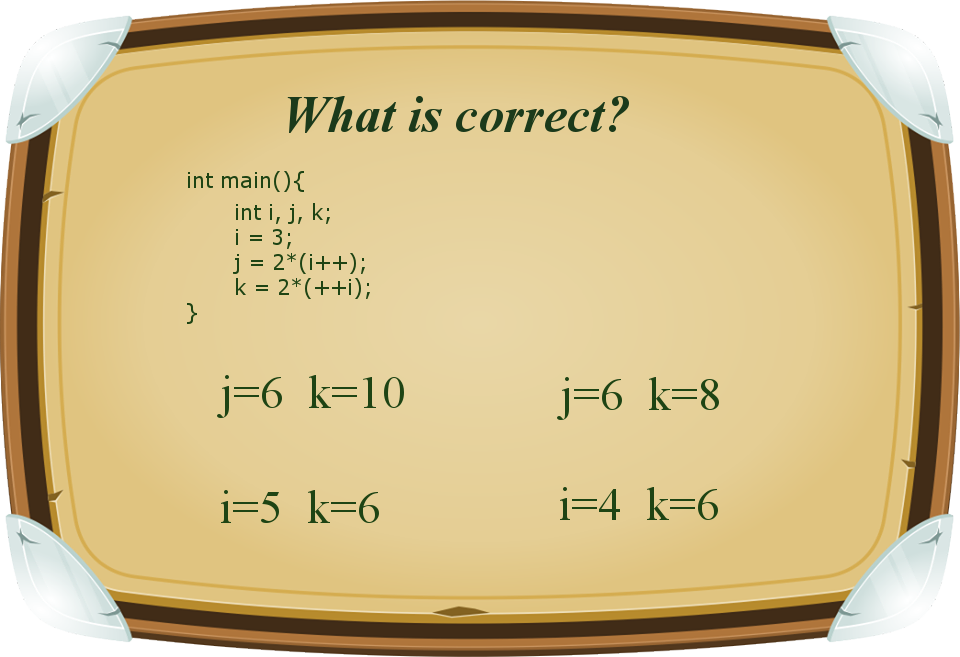 What is correct?
int main(){
int i, j, k;
i = 3;
j = 2*(i++);
k = 2*(++i);
}
j=6 k=10
j=6 k=8
i=5 k=6
i=4 k=6